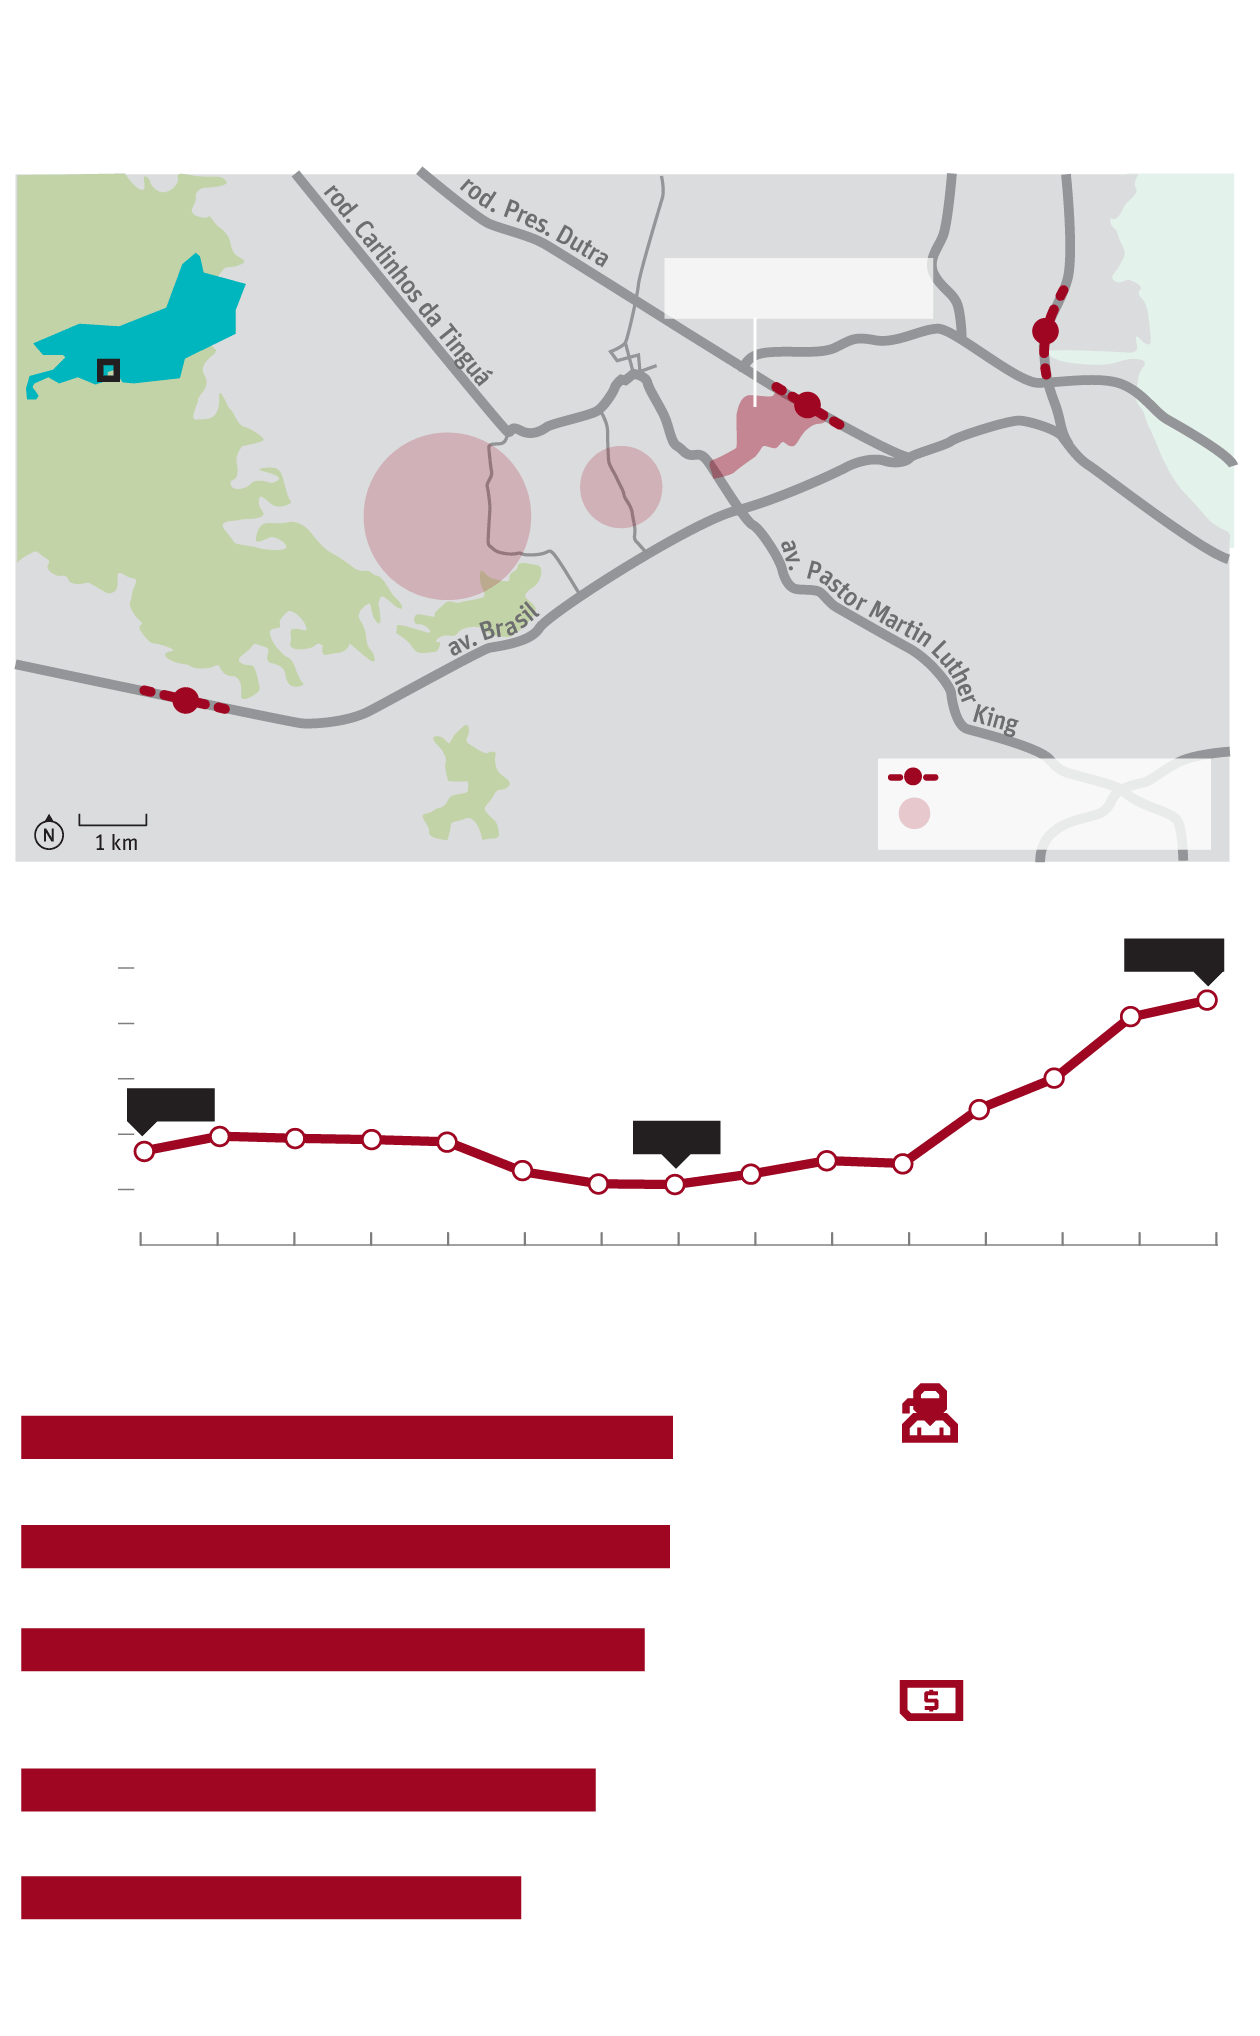 rod. Carlinhos da Tinguá
rod. Pres. Dutra
av. Brasil
av. Pastor Martin Luther King
N
1 km
$